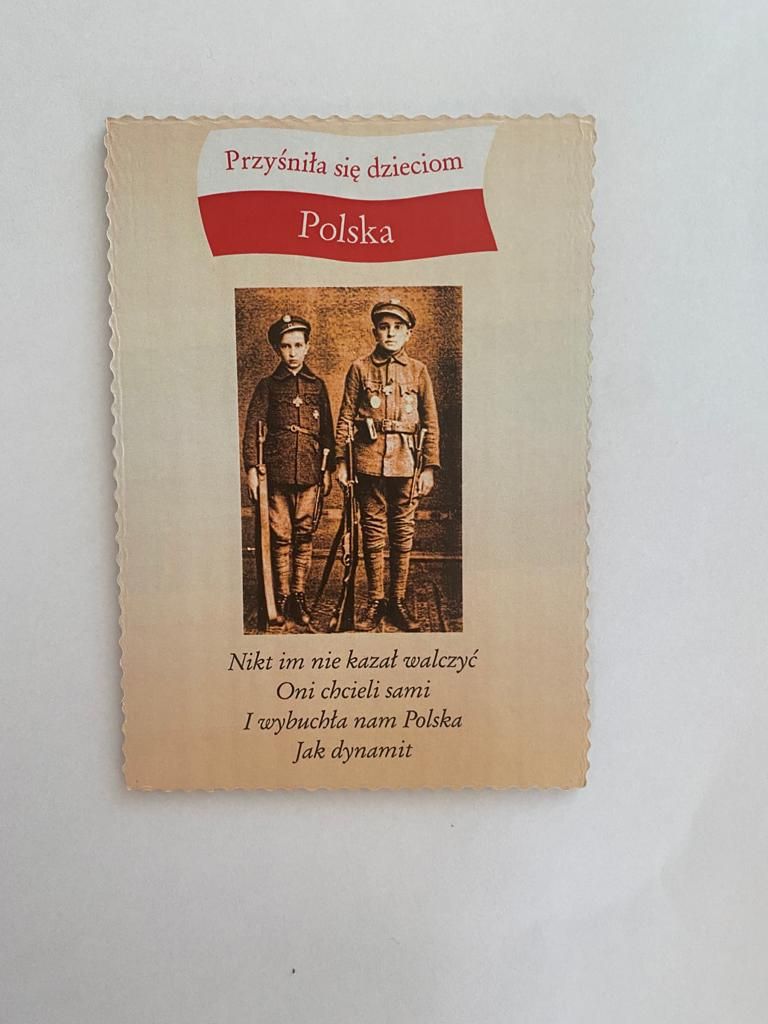 Przyśniła się dzieciom
Polska
Nikt im nie kazał walczyć
Oni chcieli sami
I wybuchła nam Polska
Jak dynamit